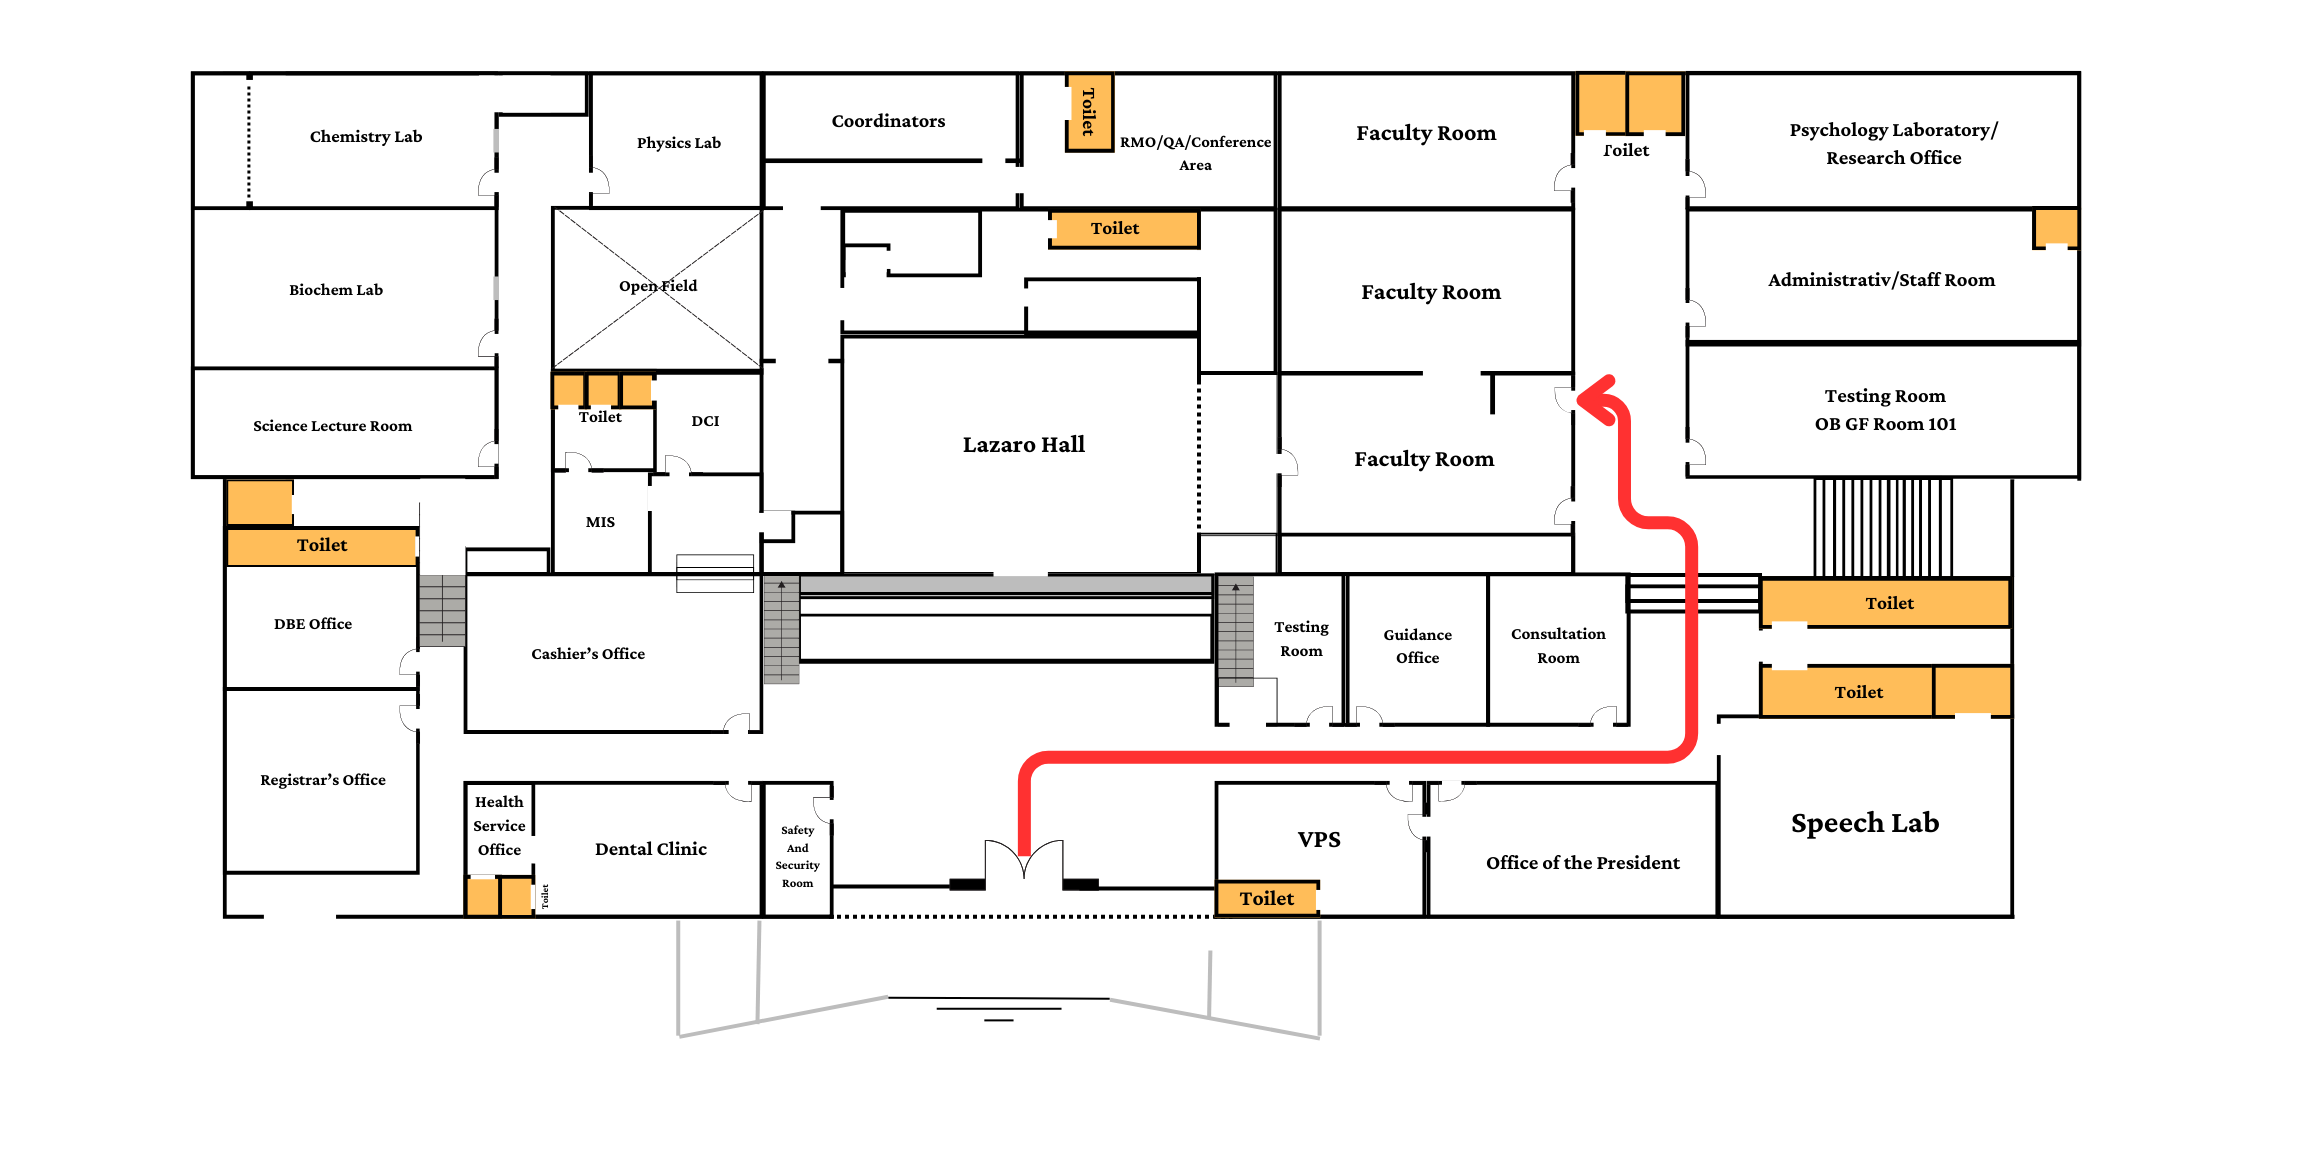 Chemistry Lab
Physics Lab
Coordinators
Toilet
RMO/QA/Conference
Area
Faculty Room
Toilet
Psychology Laboratory/
Research Office
Biochem Lab
Open Field
Toilet
Faculty Room
Administrativ/Staff Room
Science Lecture Room
Toilet
DCI
Lazaro Hall
Faculty Room
Testing Room
OB GF Room 101
MIS
Toilet
DBE Office
Cashier's Office
Testing
Room
Guidance
Office
Consultation
Room
Toilet
Toilet
Registrar's Office
Health
Service
Office
Toilet
Dental Clinic
Safety
And
Security
Room
VPS
Toilet
Office of the President
Speech Lab